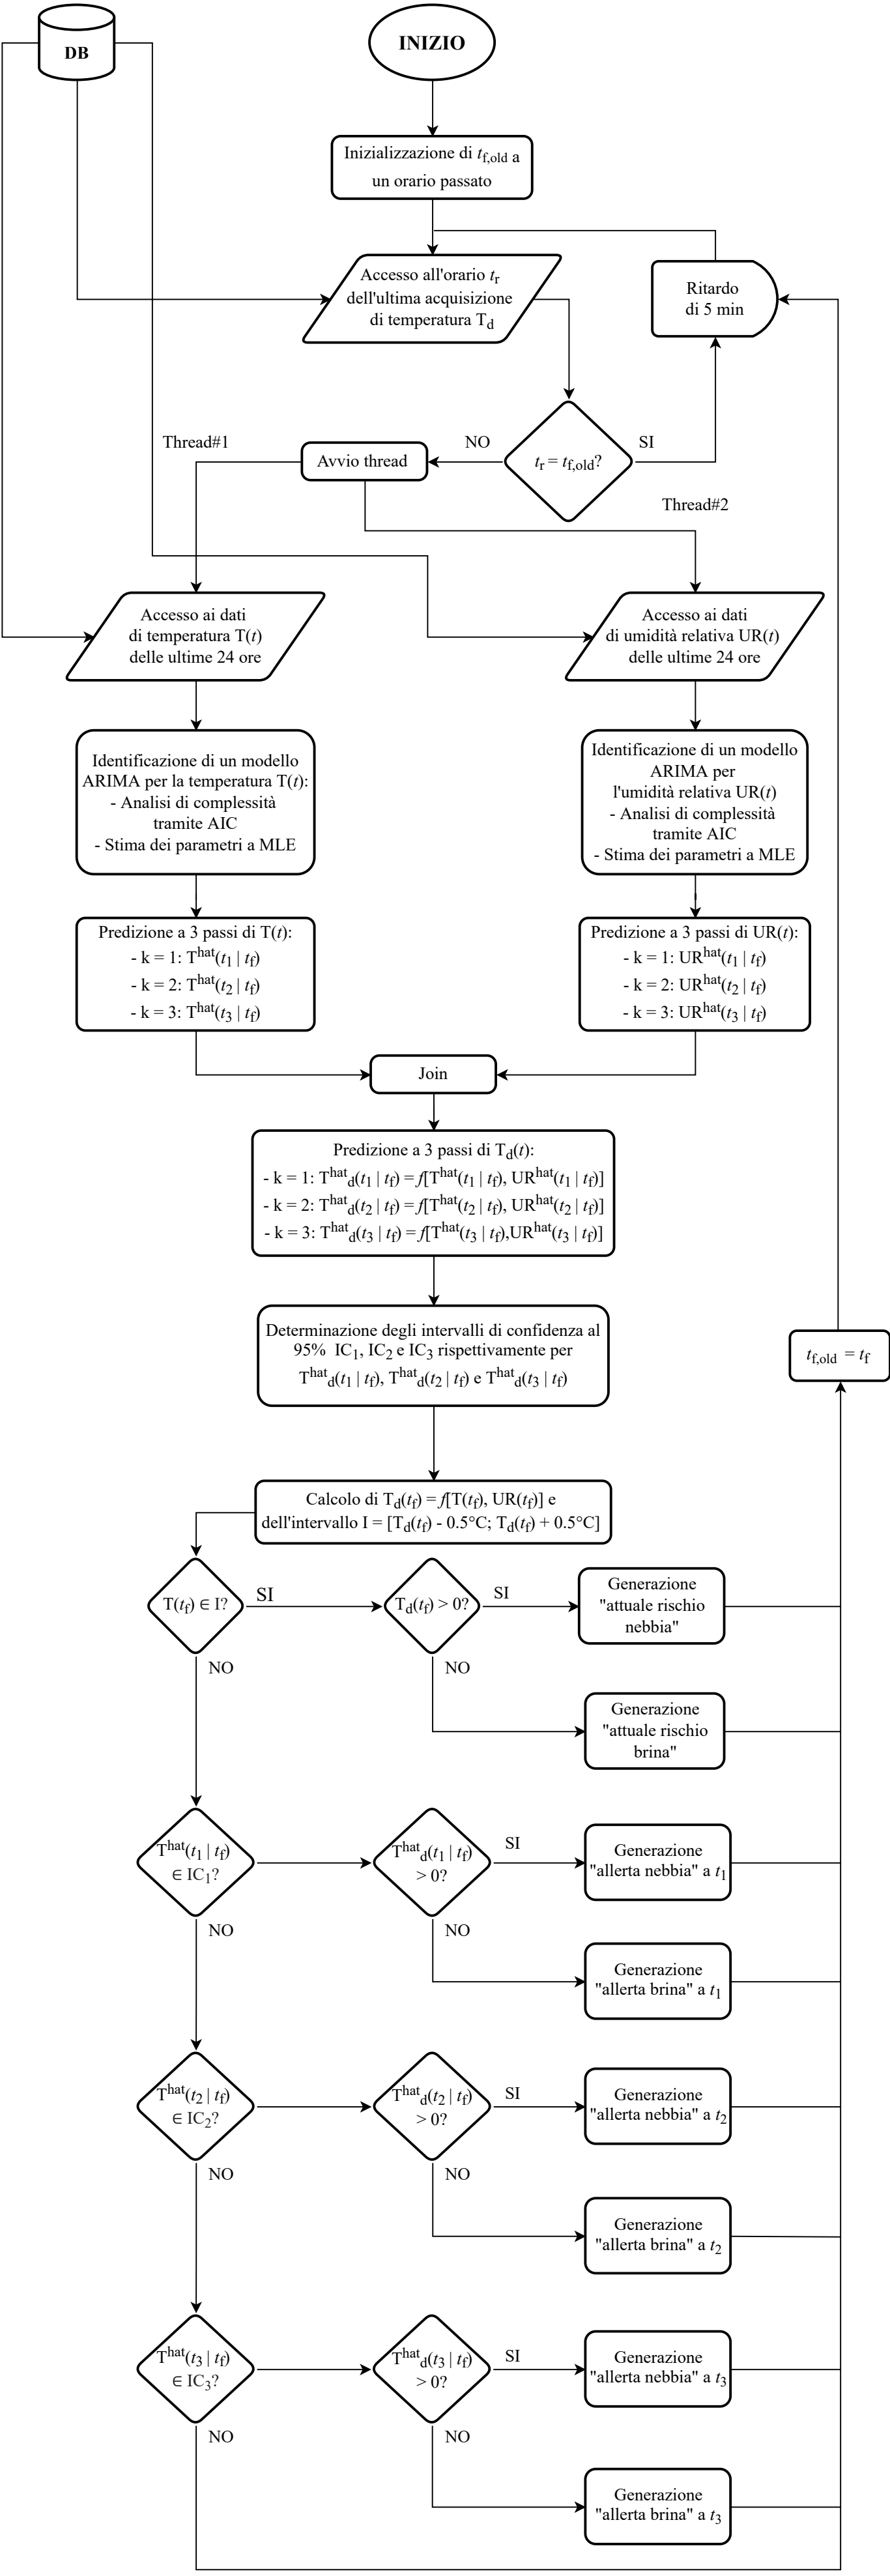 DB
INIZIO
Inizializzazione di t_f,old a
un orario passato
Accesso all'orario t_r
dell'ultima acquisizione
di temperatura T_d
Ritardo
di 5 min
Thread#1
Avvio thread
NO
t_r = t_f,old?
SI
Thread#2
Accesso ai dati
di temperatura T(t)
delle ultime 24 ore
Accesso ai dati
di umidità relativa UR(t)
delle ultime 24 ore
Identificazione di un modello
ARIMA per la temperatura T(t):
- Analisi di complessità
tramite AIC
- Stima dei parametri a MLE
Identificazione di un modello
ARIMA per
l'umidità relativa UR(t)
- Analisi di complessità
tramite AIC
- Stima dei parametri a MLE
Predizione a 3 passi di T(t):
- k = 1: T^hat(t_1 | t_f)
- k = 2: T^hat(t_2 | t_f)
- k = 3: T^hat(t_3 | t_f)
Predizione a 3 passi di UR(t):
- k = 1: UR^hat(t_1 | t_f)
- k = 2: UR^hat(t_2 | t_f)
- k = 3: UR^hat(t_3 | t_f)
Join
Predizione a 3 passi di T_d(t):
- k = 1: T^hat_d(t_1 | t_f) = f[T^hat(t_1 | t_f), UR^hat(t_1 | t_f)]
- k = 2: T^hat_d(t_2 | t_f) = f[T^hat(t_2 | t_f), UR^hat(t_2 | t_f)]
- k = 3: T^hat_d(t_3 | t_f) = f[T^hat(t_3 | t_f),UR^hat(t_3 | t_f)]
Determinazione degli intervalli di confidenza al
95% IC_1, IC_2 e IC_3 rispettivamente per
T^hat_d(t_1 | t_f), T^hat_d(t_2 | t_f) e T^hat_d(t_3 | t_f)
t_f,old = t_f
Calcolo di T_d(t_f) = f[T(t_f), UR(t_f)] e
dell'intervallo I = [T_d(t_f) - 0.5°C; T_d(t_f) + 0.5°C]
T(t_f) ∈ I?
SI
T_d(t_f) > 0?
SI
Generazione
"attuale rischio
nebbia"
NO
NO
Generazione
"attuale rischio
brina"
T^hat(t_1 | t_f)
∈ IC_1?
T^hat_d(t_1 | t_f)
> 0?
SI
Generazione
"allerta nebbia" a t_1
NO
NO
Generazione
"allerta brina" a t_1
T^hat(t_2 | t_f)
∈ IC_2?
T^hat_d(t_2 | t_f)
> 0?
SI
Generazione
"allerta nebbia" a t_2
NO
NO
Generazione
"allerta brina" a t_2
T^hat(t_3 | t_f)
∈ IC_3?
T^hat_d(t_3 | t_f)
> 0?
SI
Generazione
"allerta nebbia" a t_3
NO
NO
Generazione
"allerta brina" a t_3